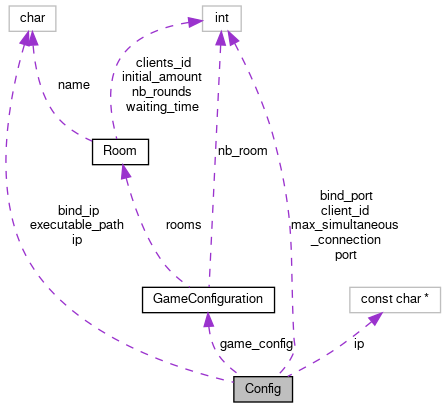 char
int
clients_id
initial_amount
nb_rounds
waiting_time
name
Room
nb_room
bind_port
client_id
max_simultaneous
_connection
port
bind_ip
executable_path
ip
rooms
GameConfiguration
const char *
game_config
ip
Config